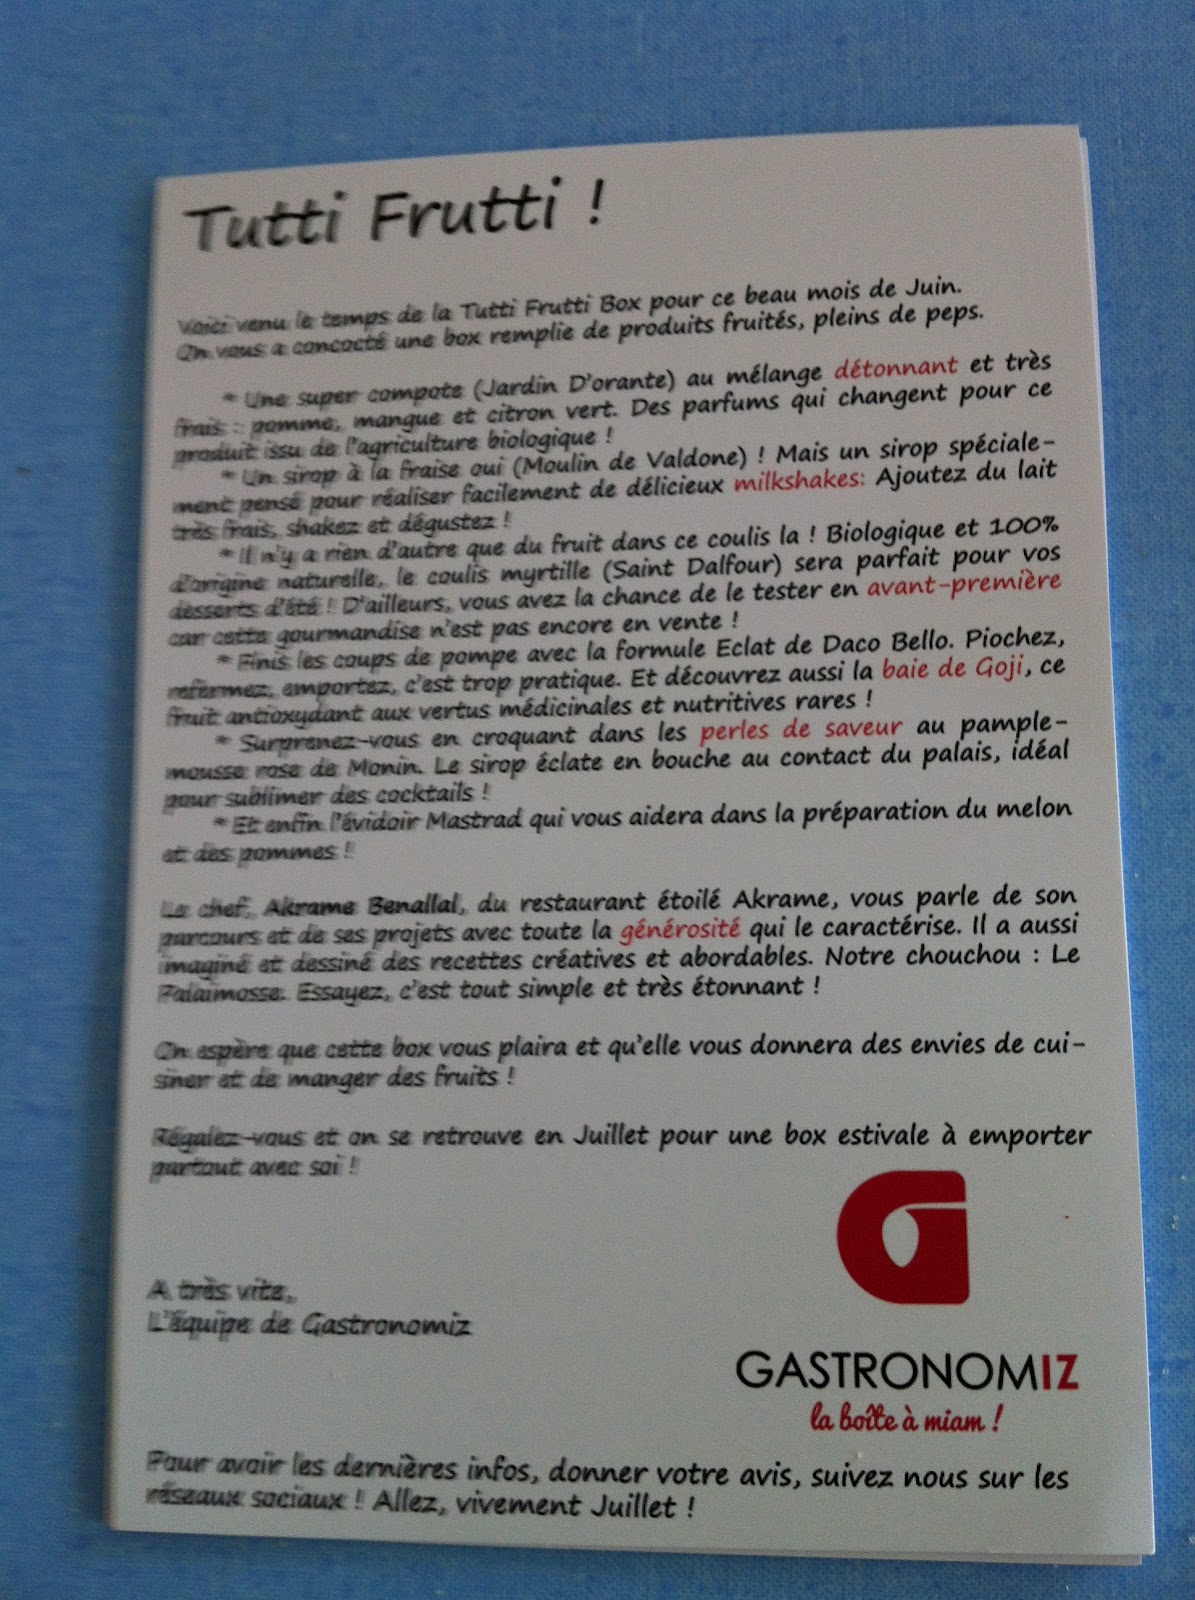 Tutti Frutti !
Voici venu le temps de la Tutti Frutti Box pour ce beau mois de Juin.
On vous a concocté une box remplie de produits fruités, pleins de peps.
* Une super compote (Jardin D'orante) au mélange détonnant et très
frais : pomme, mangue et citron vert. Des parfums qui changent pour ce
produit issu de l'agriculture biologique !
* Un sirop à la fraise oui (Moulin de Valdone) ! Mais un sirop spéciale-
ment pensé pour réaliser facilement de délicieux milkshakes: Ajoutez du lait
très frais, shakez et dégustez !
* Il n'y a rien d'autre que du fruit dans ce coulis la ! Biologique et 100%
d'origine naturelle, le coulis myrtille (Saint Dalfour) sera parfait pour vos
desserts d'été ! D'ailleurs, vous avez la chance de le tester en avant-première
car cette gourmandise n'est pas encore en vente !
* Finis les coups de pompe avec la formule Eclat de Daco Bello. Piochez,
refermez, emportez, c'est trop pratique. Et découvrez aussi la baie de Goji, ce
fruit antioxydant aux vertus médicinales et nutritives rares !
* Surprenez-vous en croquant dans les perles de saveur au pample-
mousse rose de Monin. Le sirop éclate en bouche au contact du palais, idéal
pour sublimer des cocktails !
* Et enfin l'évidoir Mastrad qui vous aidera dans la préparation du melon
et des pommes !
Le chef, Akrame Benallal, du restaurant étoilé Akrame, vous parle de son
parcours et de ses projets avec toute la générosité qui le caractérise. Il a aussi
imaginé et dessiné des recettes créatives et abordables. Notre chouchou : Le
Palaimosse. Essayez, c'est tout simple et très étonnant !
On espère que cette box vous plaira et qu'elle vous donnera des envies de cui-
siner et de manger des fruits !
Régalez-vous et on se retrouve en Juillet pour une box estivale à emporter
partout avec soi !
A très vite,
L'équipe de Gastronomiz
GASTRONOMIZ
la boîte à miam !
Pour avoir les dernières infos, donner votre avis, suivez nous sur les
réseaux sociaux ! Allez, vivement Juillet !